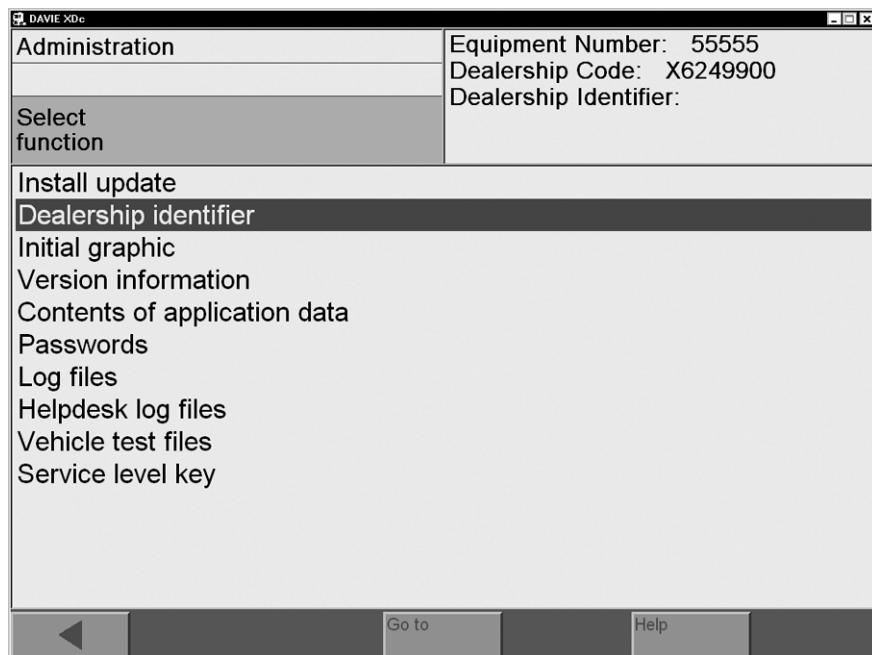 DAVIE XDc
Administration
Equipment Number: 55555
Dealership Code: X6249900
Dealership Identifier:
Select
function
Install update
Dealership identifier
Initial graphic
Version information
Contents of application data
Passwords
Log files
Helpdesk log files
Vehicle test files
Service level key
Go to
Help